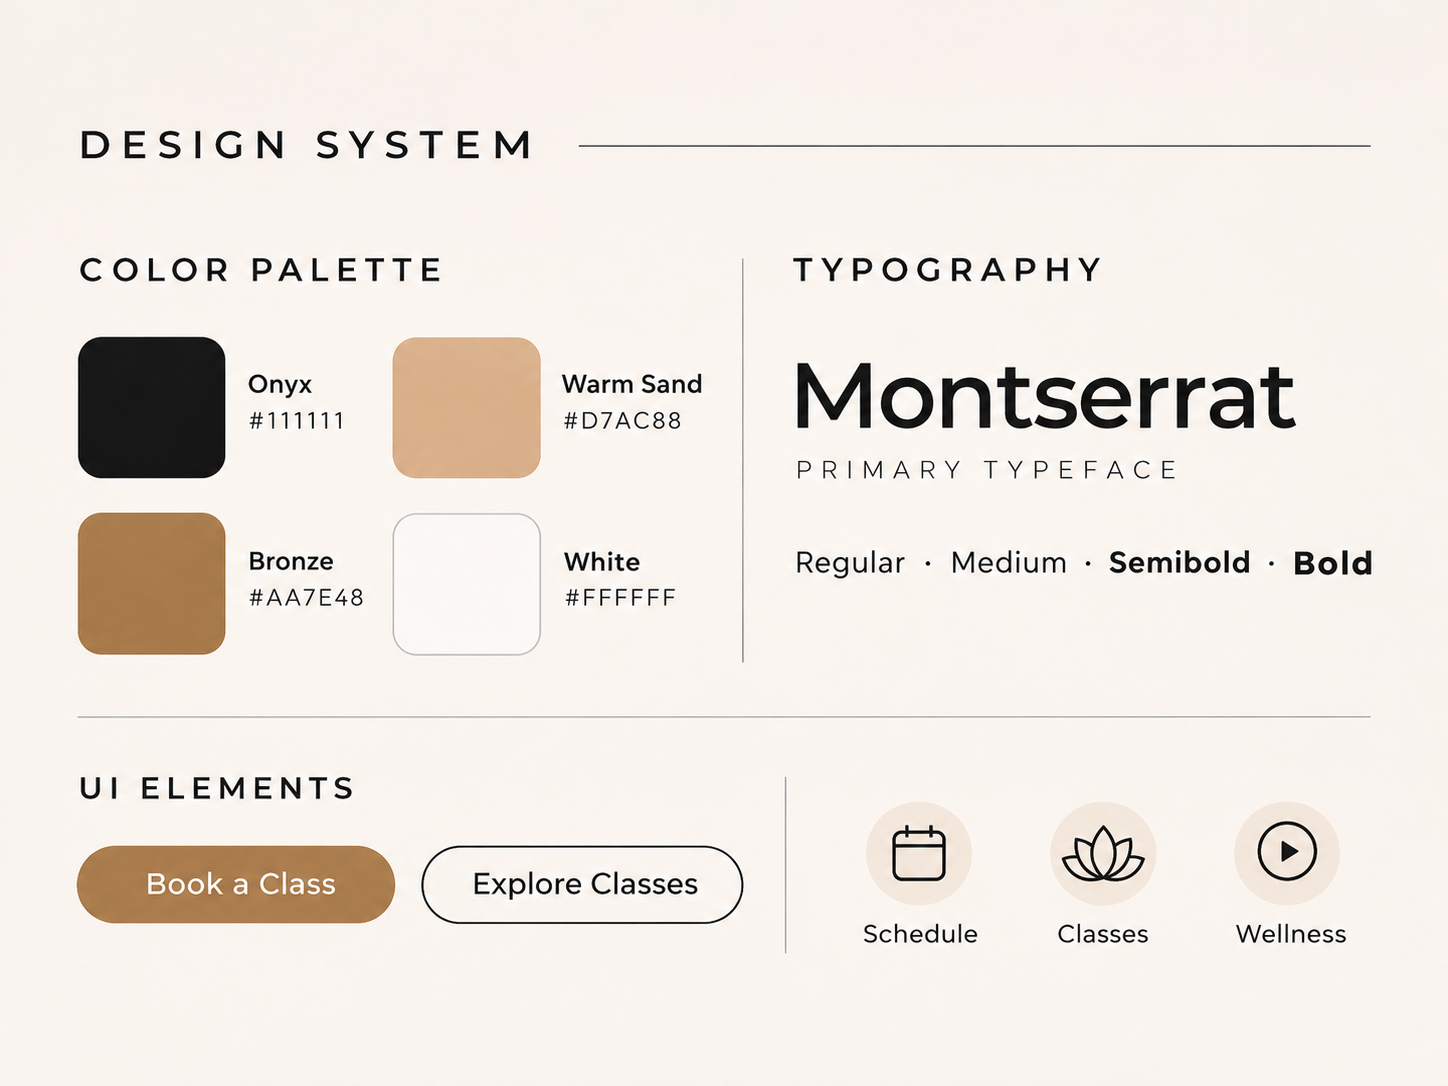 DESIGN SYSTEM
COLOR PALETTE
Onyx
#111111
Warm Sand
#D7AC88
Bronze
#AA7E48
White
#FFFFFF
TYPOGRAPHY
Montserrat
PRIMARY TYPEFACE
Regular · Medium · Semibold · Bold
UI ELEMENTS
Book a Class
Explore Classes
Schedule
Classes
Wellness